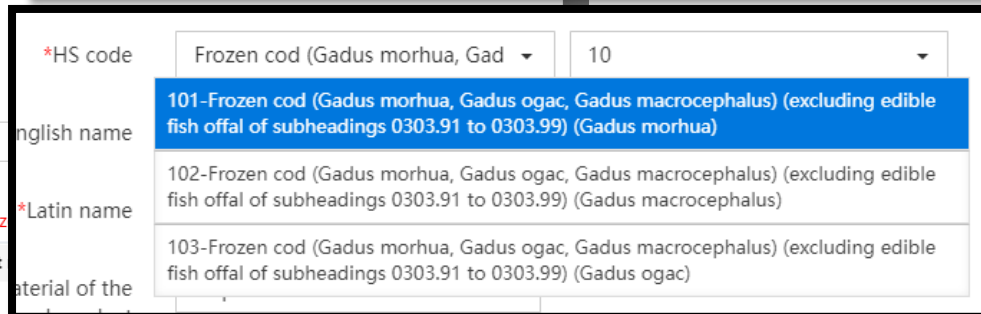 *HS code
Frozen cod (Gadus morhua, Gad
10
101-Frozen cod (Gadus morhua, Gadus ogac, Gadus macrocephalus) (excluding edible
fish offal of subheadings 0303.91 to 0303.99) (Gadus morhua)
nglish name
102-Frozen cod (Gadus morhua, Gadus ogac, Gadus macrocephalus) (excluding edible
fish offal of subheadings 0303.91 to 0303.99) (Gadus macrocephalus)
*Latin name
z
103-Frozen cod (Gadus morhua, Gadus ogac, Gadus macrocephalus) (excluding edible
fish offal of subheadings 0303.91 to 0303.99) (Gadus ogac)
aterial of the